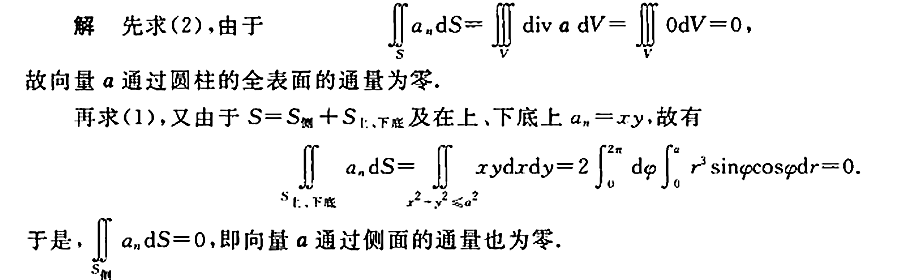 解 先求(2),由于 ∬_S a_n dS= ∭_V div a dV= ∭_V 0dV=0,
故向量 a 通过圆柱的全表面的通量为零.
再求(1),又由于 S=S_侧+S_上、下底及在上、下底上 a_n=xy,故有
∬_{S_上、下底} a_n dS= ∬_{x²+y²≤a²} xydxdy=2∫_0^{2π} dφ∫_0^a r³sinφcosφdr=0.
于是,∬_{S_侧} a_n dS=0,即向量 a 通过侧面的通量也为零.